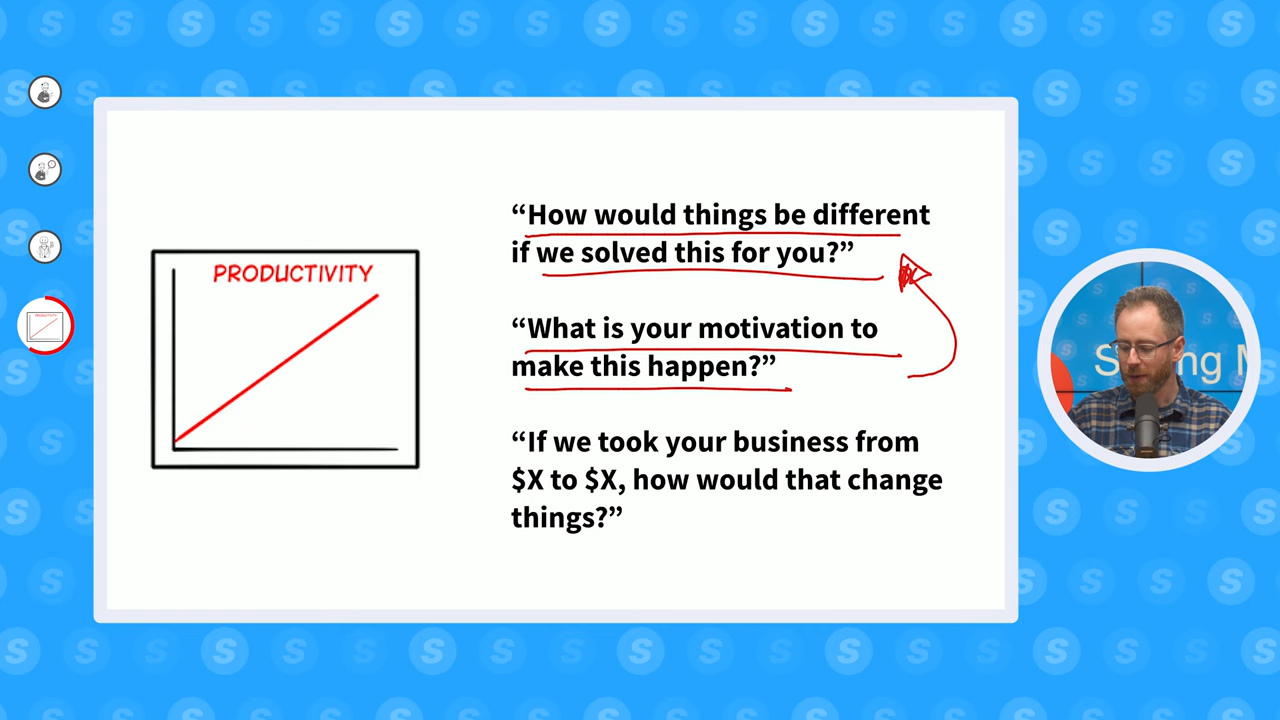 PRODUCTIVITY
“How would things be different
if we solved this for you?”
“What is your motivation to
make this happen?”
“If we took your business from
$X to $X, how would that change
things?”